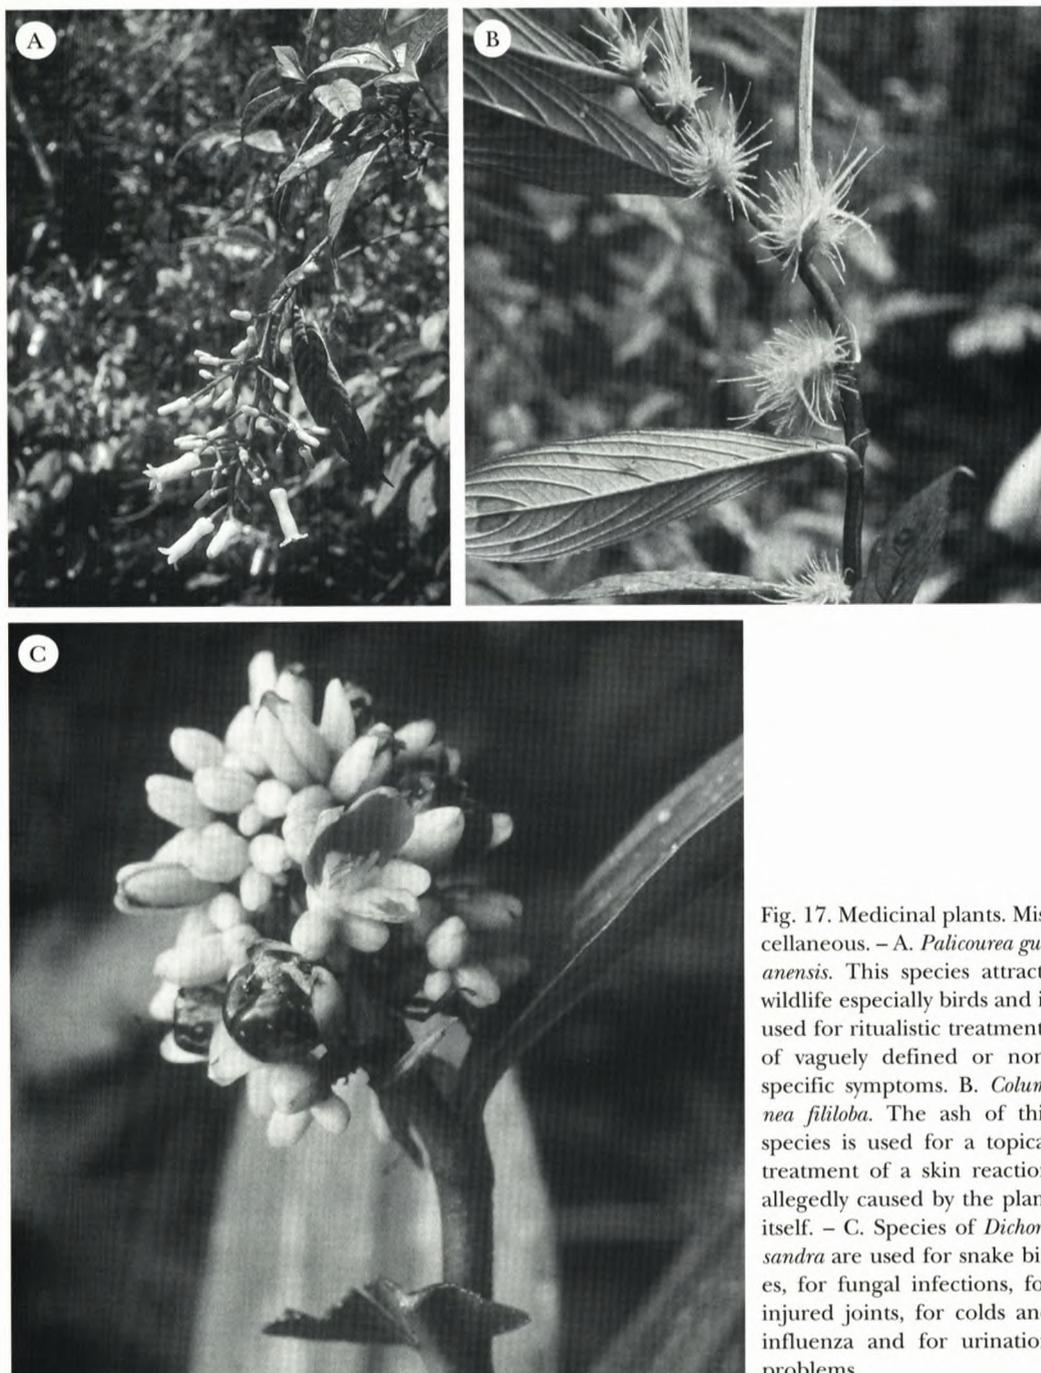 A
B
C
Fig. 17. Medicinal plants. Mis
cellaneous. – A. Palicourea gu
anensis. This species attract
wildlife especially birds and i
used for ritualistic treatment
of vaguely defined or non
specific symptoms. B. Colum
nea fililoba. The ash of thi
species is used for a topica
treatment of a skin reaction
allegedly caused by the plan
itself. – C. Species of Dichor
sandra are used for snake bi
es, for fungal infections, fo
injured joints, for colds and
influenza and for urination
problems